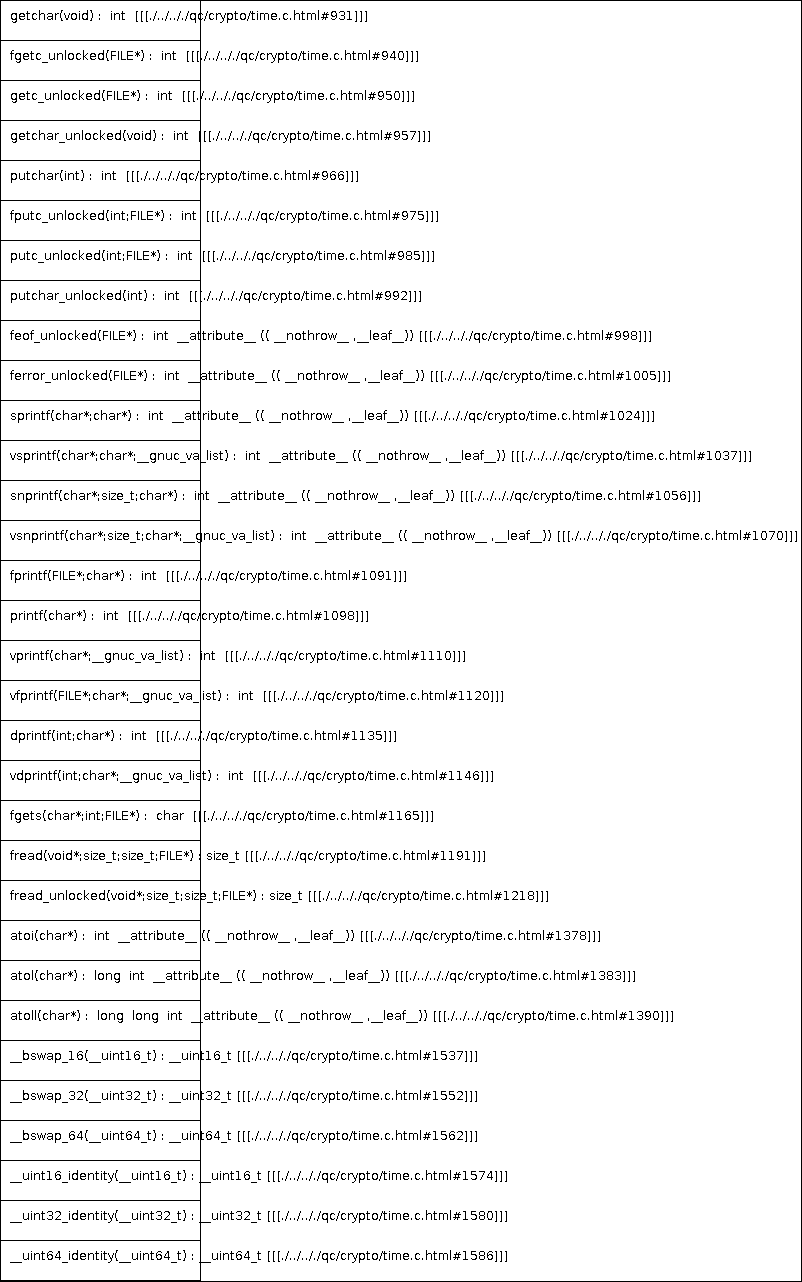 getchar(void) : int [[[./../.././qc/crypto/time.c.html#931]]]
fgetc_unlocked(FILE*) : int [[[./../.././qc/crypto/time.c.html#940]]]
getc_unlocked(FILE*) : int [[[./../.././qc/crypto/time.c.html#950]]]
getchar_unlocked(void) : int [[[./../.././qc/crypto/time.c.html#957]]]
putchar(int) : int [[[./../.././qc/crypto/time.c.html#966]]]
fputc_unlocked(int;FILE*) : int [[[./../.././qc/crypto/time.c.html#975]]]
putc_unlocked(int;FILE*) : int [[[./../.././qc/crypto/time.c.html#985]]]
putchar_unlocked(int) : int [[[./../.././qc/crypto/time.c.html#992]]]
feof_unlocked(FILE*) : int __attribute__ (( __nothrow__ ,__leaf__)) [[[./../.././qc/crypto/time.c.html#998]]]
ferror_unlocked(FILE*) : int __attribute__ (( __nothrow__ ,__leaf__)) [[[./../.././qc/crypto/time.c.html#1005]]]
sprintf(char*;char*) : int __attribute__ (( __nothrow__ ,__leaf__)) [[[./../.././qc/crypto/time.c.html#1024]]]
vsprintf(char*;char*;__gnuc_va_list) : int __attribute__ (( __nothrow__ ,__leaf__)) [[[./../.././qc/crypto/time.c.html#1037]]]
snprintf(char*;size_t;char*) : int __attribute__ (( __nothrow__ ,__leaf__)) [[[./../.././qc/crypto/time.c.html#1056]]]
vsnprintf(char*;size_t;char*;__gnuc_va_list) : int __attribute__ (( __nothrow__ ,__leaf__)) [[[./../.././qc/crypto/time.c.html#1070]]]
fprintf(FILE*;char*) : int [[[./../.././qc/crypto/time.c.html#1091]]]
printf(char*) : int [[[./../.././qc/crypto/time.c.html#1098]]]
vprintf(char*;__gnuc_va_list) : int [[[./../.././qc/crypto/time.c.html#1110]]]
vfprintf(FILE*;char*;__gnuc_va_list) : int [[[./../.././qc/crypto/time.c.html#1120]]]
dprintf(int;char*) : int [[[./../.././qc/crypto/time.c.html#1135]]]
vdprintf(int;char*;__gnuc_va_list) : int [[[./../.././qc/crypto/time.c.html#1146]]]
fgets(char*;int;FILE*) : char [[[./../.././qc/crypto/time.c.html#1165]]]
fread(void*;size_t;size_t;FILE*) : size_t [[[./../.././qc/crypto/time.c.html#1191]]]
fread_unlocked(void*;size_t;size_t;FILE*) : size_t [[[./../.././qc/crypto/time.c.html#1218]]]
atoi(char*) : int __attribute__ (( __nothrow__ ,__leaf__)) [[[./../.././qc/crypto/time.c.html#1378]]]
atol(char*) : long int __attribute__ (( __nothrow__ ,__leaf__)) [[[./../.././qc/crypto/time.c.html#1383]]]
atoll(char*) : long long int __attribute__ (( __nothrow__ ,__leaf__)) [[[./../.././qc/crypto/time.c.html#1390]]]
__bswap_16(__uint16_t) : __uint16_t [[[./../.././qc/crypto/time.c.html#1537]]]
__bswap_32(__uint32_t) : __uint32_t [[[./../.././qc/crypto/time.c.html#1552]]]
__bswap_64(__uint64_t) : __uint64_t [[[./../.././qc/crypto/time.c.html#1562]]]
__uint16_identity(__uint16_t) : __uint16_t [[[./../.././qc/crypto/time.c.html#1574]]]
__uint32_identity(__uint32_t) : __uint32_t [[[./../.././qc/crypto/time.c.html#1580]]]
__uint64_identity(__uint64_t) : __uint64_t [[[./../.././qc/crypto/time.c.html#1586]]]